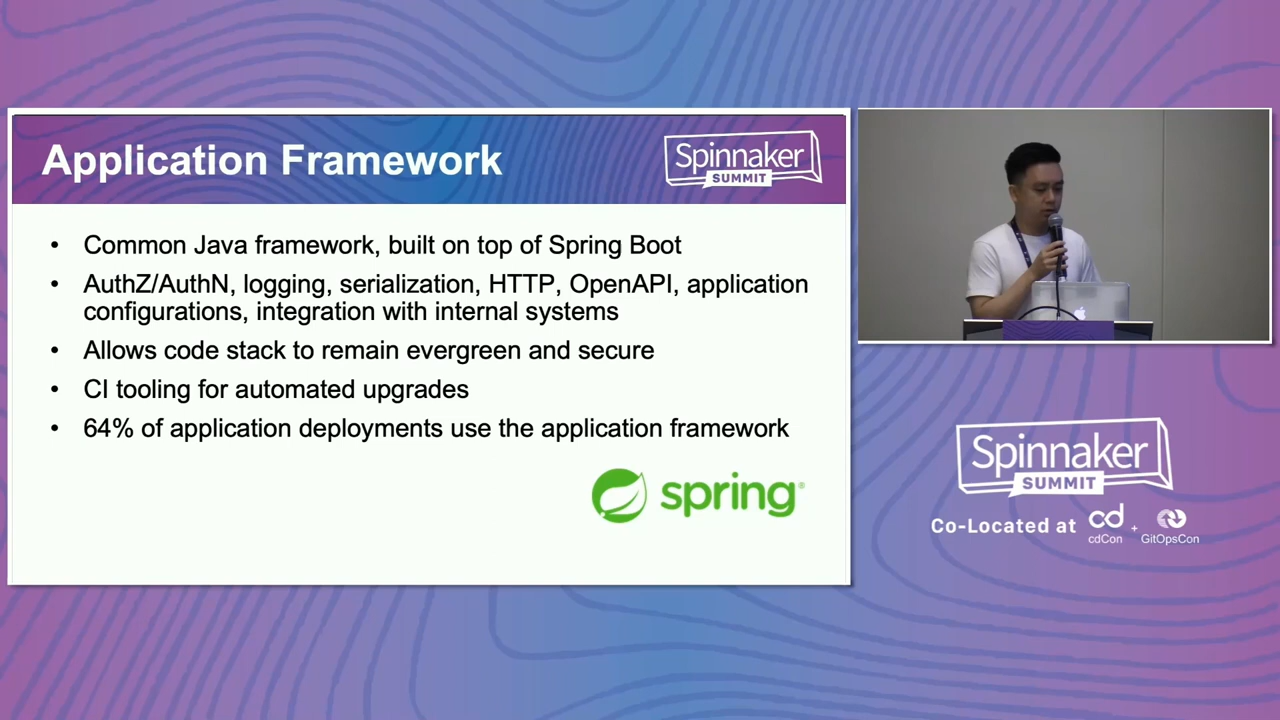 Application Framework
Spinnaker
SUMMIT
• Common Java framework, built on top of Spring Boot
• AuthZ/AuthN, logging, serialization, HTTP, OpenAPI, application
configurations, integration with internal systems
• Allows code stack to remain evergreen and secure
• CI tooling for automated upgrades
• 64% of application deployments use the application framework
spring®
Spinnaker
SUMMIT
Co-Located at cd cdCon + GitOpsCon